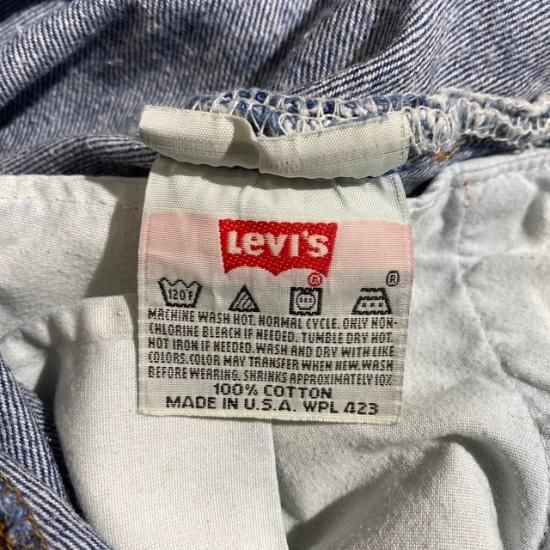 Levi's
®
®
120F
MACHINE WASH HOT. NORMAL CYCLE. ONLY NON-
CHLORINE BLEACH IF NEEDED. TUMBLE DRY HOT.
HOT IRON IF NEEDED. WASH AND DRY WITH LIKE
COLORS. COLOR MAY TRANSFER WHEN NEW. WASH
BEFORE WEARING. SHRINKS APPROXIMATELY 10%
100% COTTON
MADE IN U.S.A. WPL 423